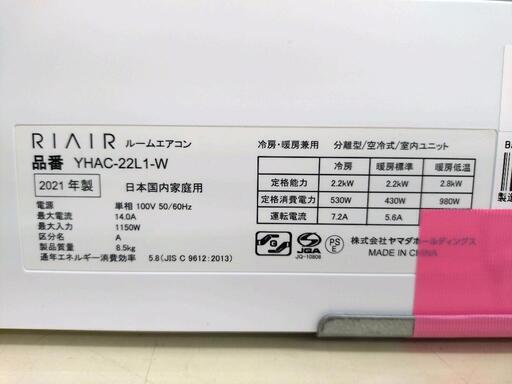 RIAIR ルームエアコン
品番 YHAC-22L1-W
2021年製 日本国内家庭用
電源 単相 100V 50/60Hz
最大電流 14.0A
最大入力 1150W
区分名 A
製品質量 8.5kg
通年エネルギー消費効率 5.8(JIS C 9612:2013)
冷房・暖房兼用 分離型/空冷式/室内ユニット
冷房 暖房標準 暖房低温
定格能力 2.2kW 2.2kW 2.8kW
定格消費電力 530W 430W 980W
運転電流 7.2A 5.6A
JQA
JQ-10808
PS
E
株式会社ヤマダホールディングス
MADE IN CHINA